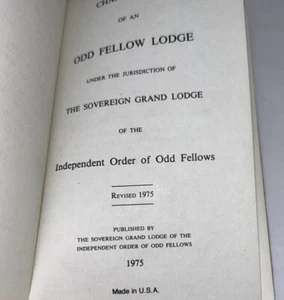 OF AN
ODD FELLOW LODGE
UNDER THE JURISDICTION OF
THE SOVEREIGN GRAND LODGE
OF THE
Independent Order of Odd Fellows
REVISED 1975
PUBLISHED BY
THE SOVEREIGN GRAND LODGE OF THE
INDEPENDENT ORDER OF ODD FELLOWS
1975
Made in U.S.A.